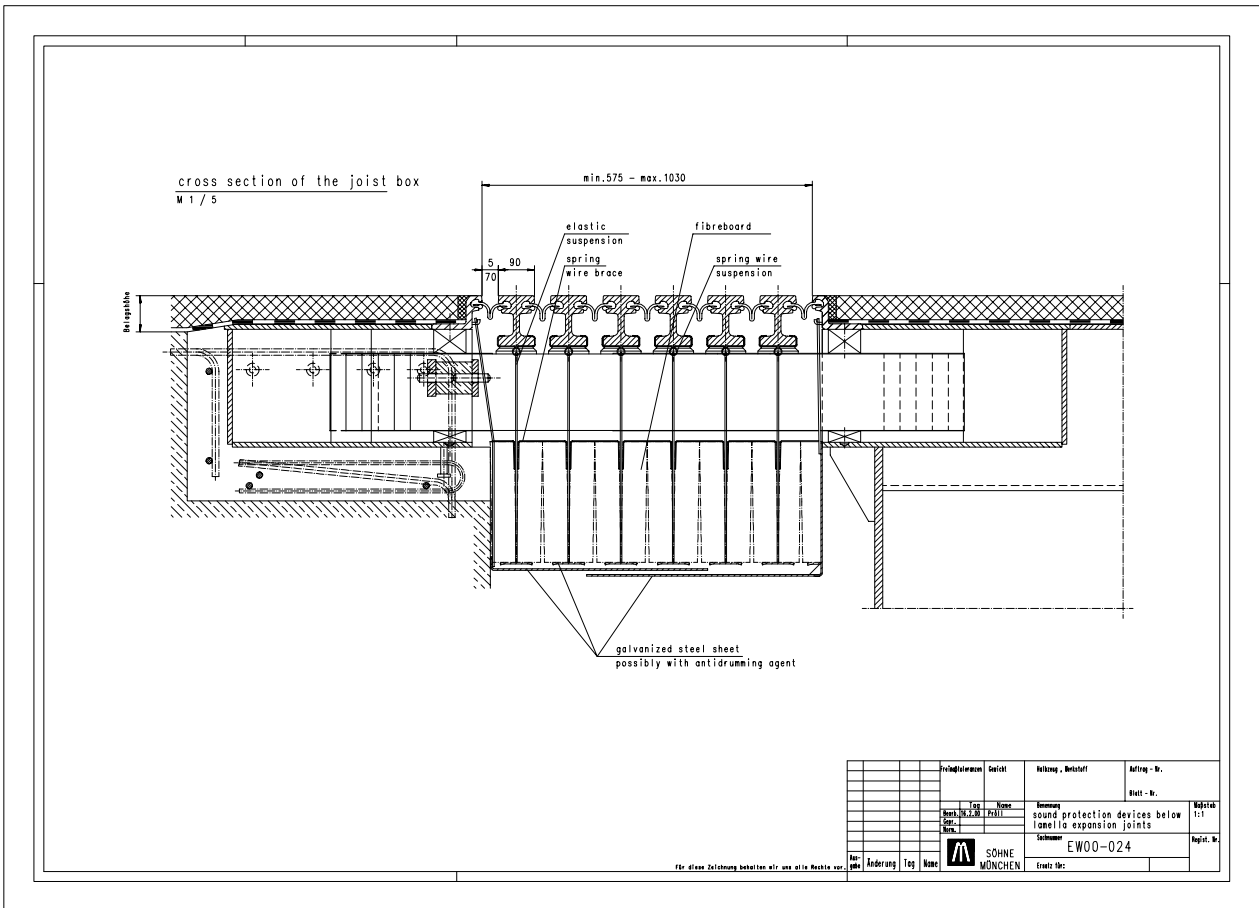 cross section of the joist box
M 1 / 5
min.575 - max.1030
elastic
suspension
fibreboard
spring
wire brace
spring wire
suspension
5
90
70
Belagshöhe
galvanized steel sheet
possibly with antidrumming agent
Freimaßtoleranzen
Gewicht
Halbzeug , Werkstoff
Auftrag - Nr.
Blatt - Nr.
Tag
Name
Bearb.
16.2.00
Pröll
Gepr.
Norm.
Benennung
sound protection devices below
lamella expansion joints
Maßstab
1:1
Sachnummer
EW00-024
Regist. Nr.
SÖHNE
MÜNCHEN
Ersatz für:
Aus-
gabe
Änderung
Tag
Name
Für diese Zeichnung behalten wir uns alle Rechte vor.